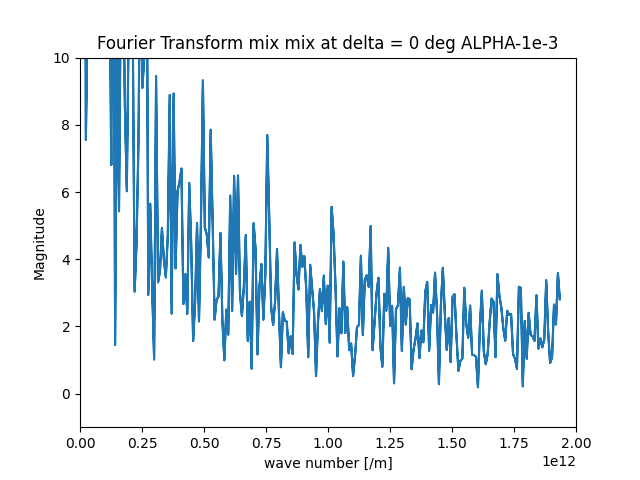 Fourier Transform mix mix at delta = 0 deg ALPHA-1e-3
10
8
6
4
2
0
Magnitude
0.00 0.25 0.50 0.75 1.00 1.25 1.50 1.75 2.00
wave number [/m]
1e12